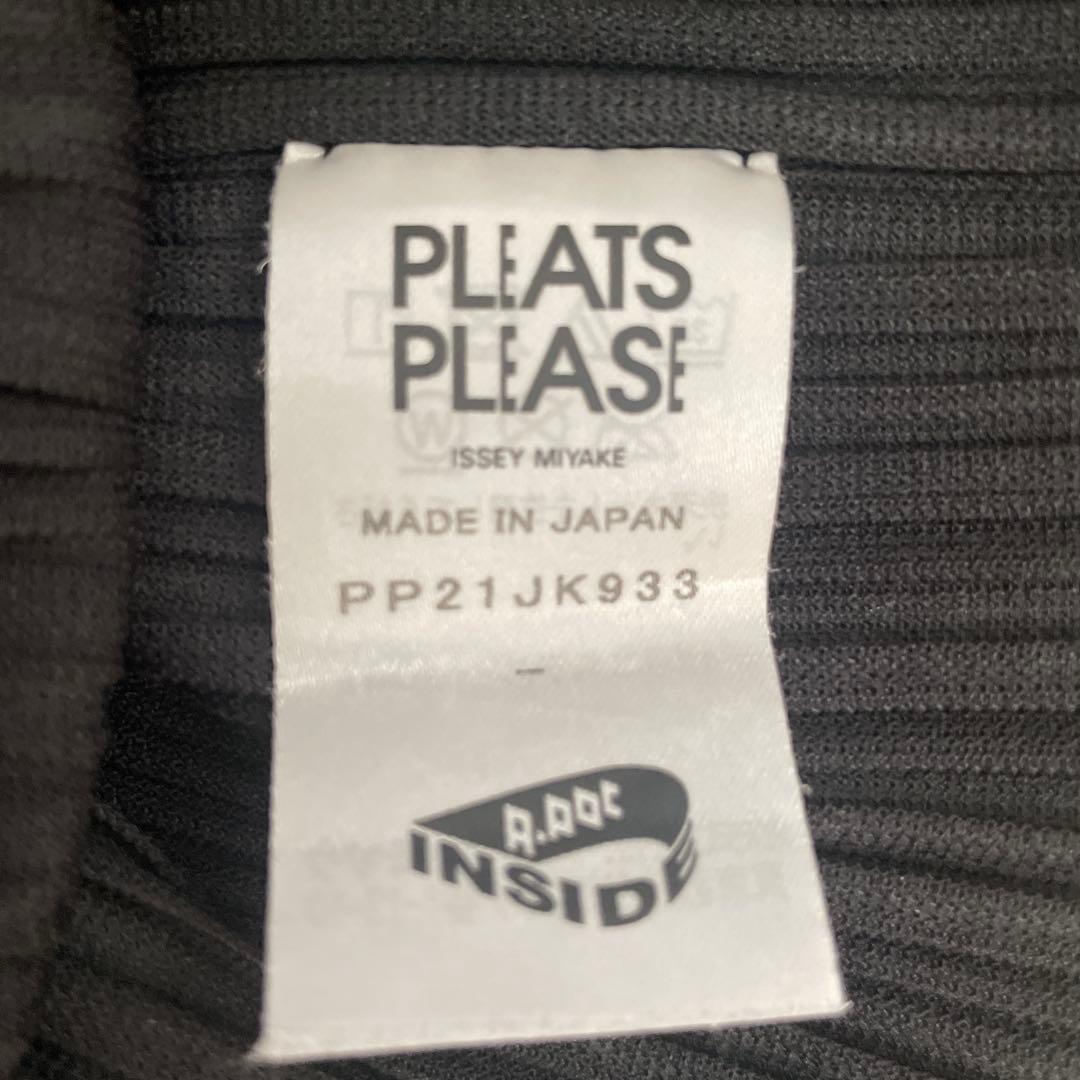 PLEATS
PLEASE
ISSEY MIYAKE
MADE IN JAPAN
PP21JK933
-
A-POC
INSIDE